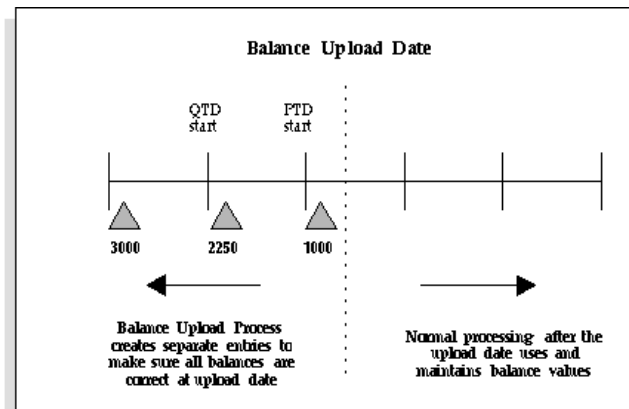 Balance Upload Date
QTD
start
PTD
start
3000
2250
1000
Balance Upload Process
creates separate entries to
make sure all balances are
correct at upload date
Normal processing after the
upload date uses and
maintains balance values